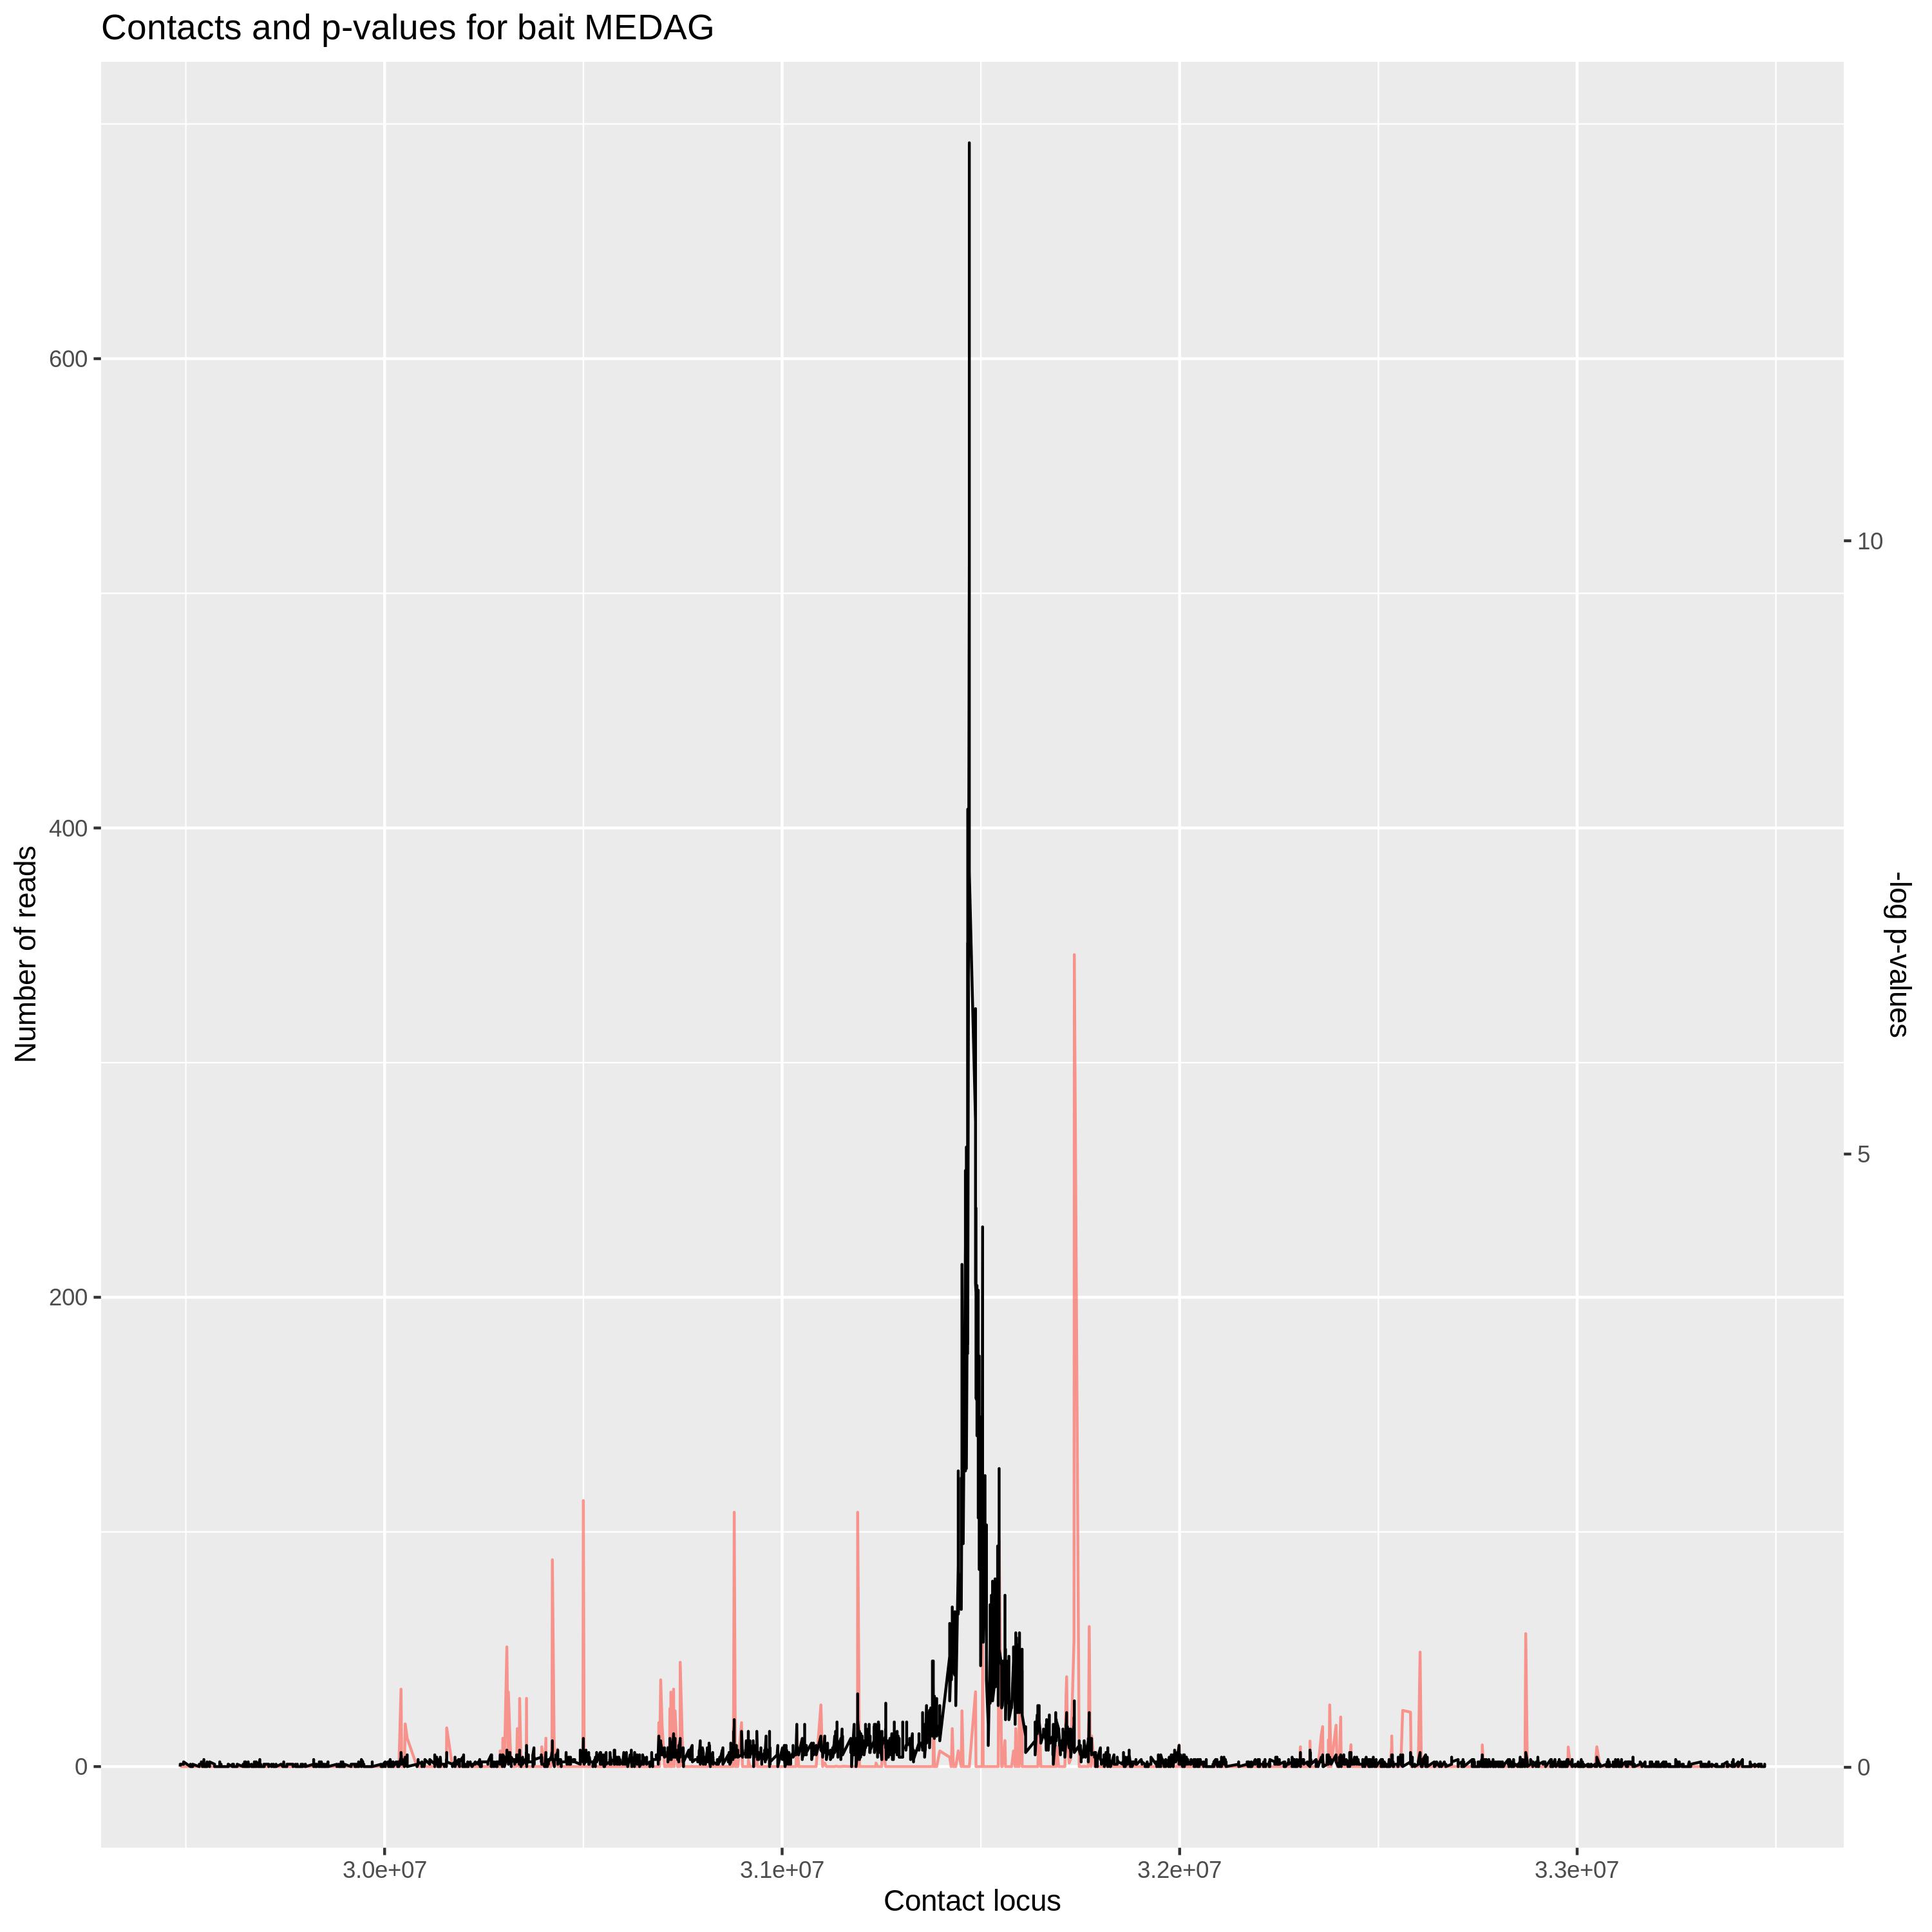 Contacts and p-values for bait MEDAG
Number of reads
600
400
200
0
10
5
0
-log p-values
3.0e+07
3.1e+07
3.2e+07
3.3e+07
Contact locus